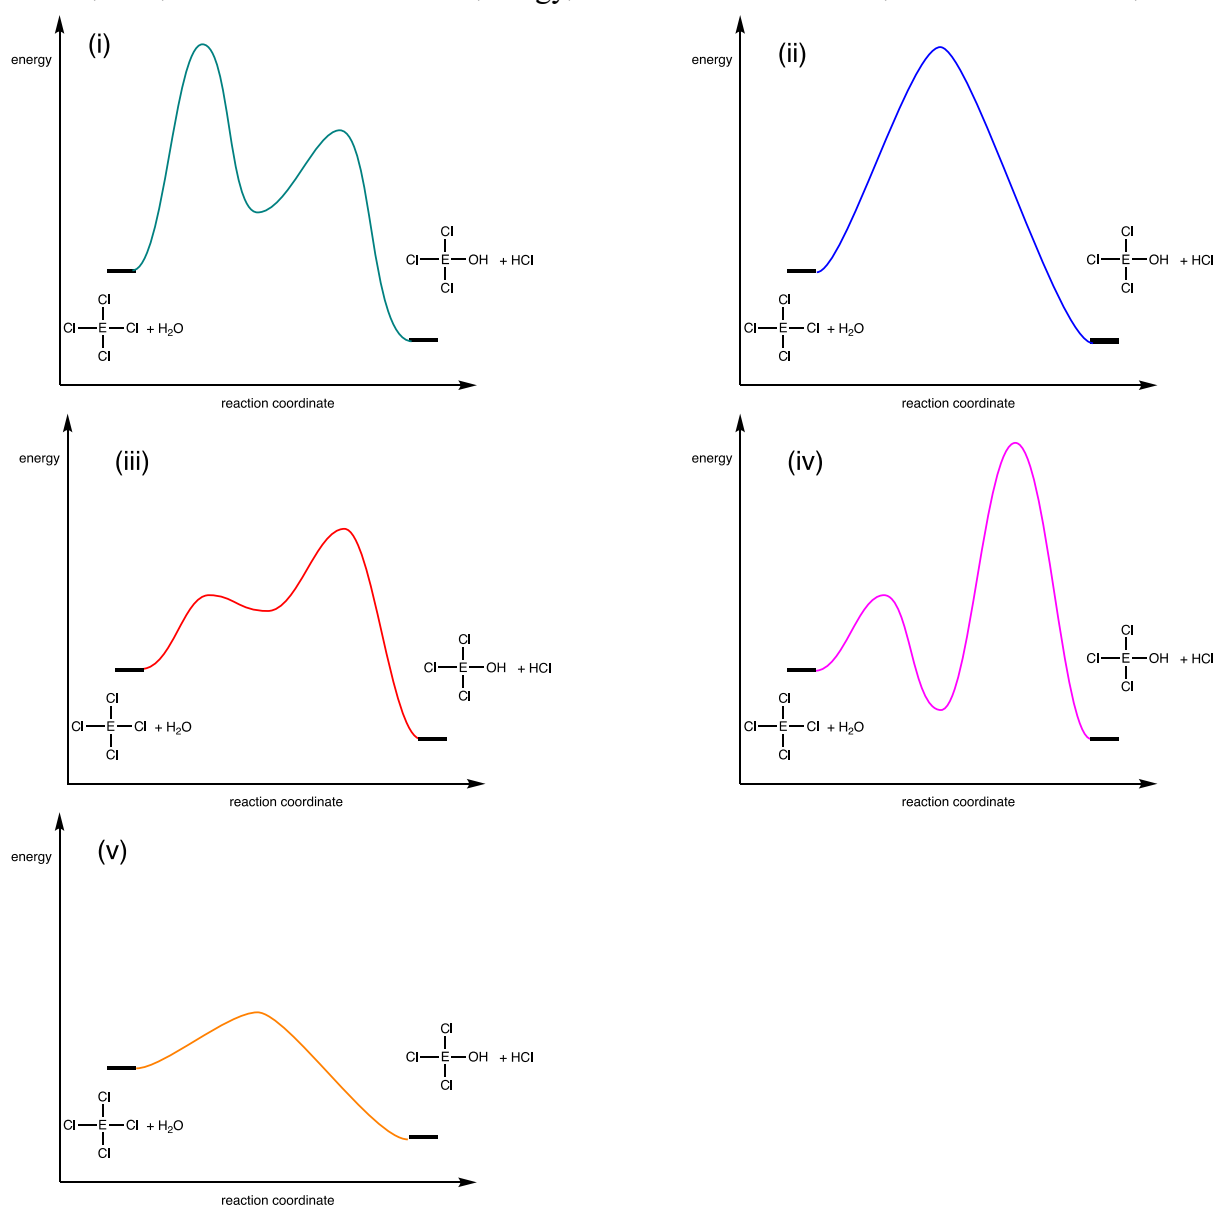 (i)
energy
Cl
Cl—E—OH + HCl
Cl
Cl
Cl—E—Cl + H₂O
Cl
reaction coordinate
(ii)
energy
Cl
Cl—E—OH + HCl
Cl
Cl
Cl—E—Cl + H₂O
Cl
reaction coordinate
(iii)
energy
Cl
Cl—E—OH + HCl
Cl
Cl
Cl—E—Cl + H₂O
Cl
reaction coordinate
(iv)
energy
Cl
Cl—E—OH + HCl
Cl
Cl
Cl—E—Cl + H₂O
Cl
reaction coordinate
(v)
energy
Cl
Cl—E—OH + HCl
Cl
Cl
Cl—E—Cl + H₂O
Cl
reaction coordinate